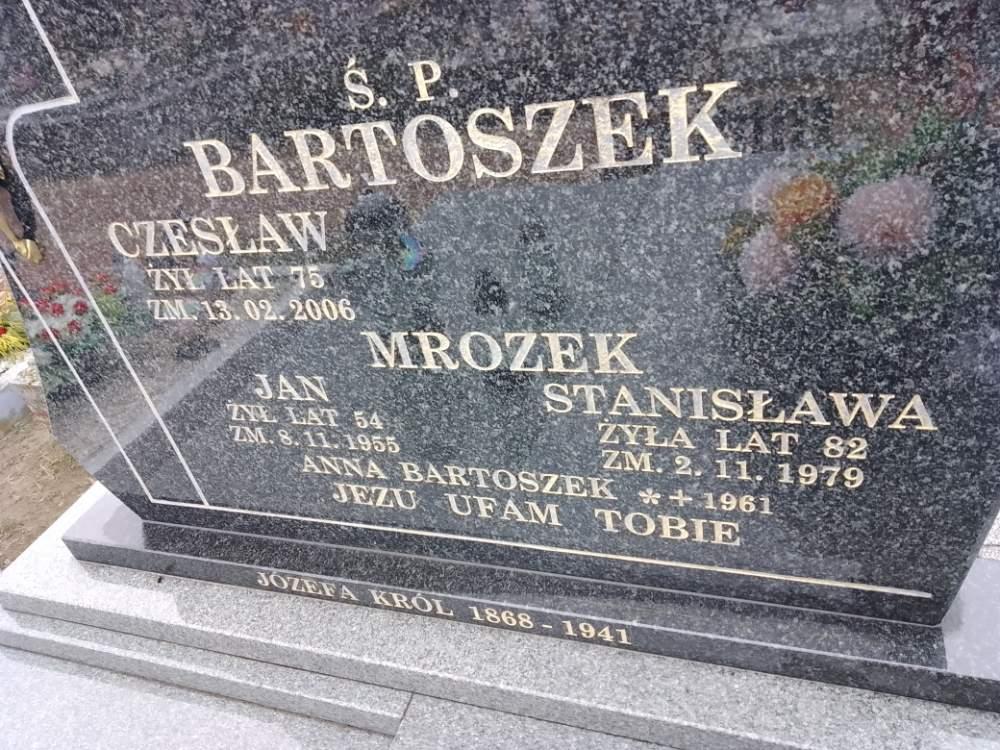 Ś. P.
BARTOSZEK
CZESŁAW
ŻYŁ LAT 75
ZM. 13. 02. 2006
MROZEK
JAN
ŻYŁ LAT 54
ZM. 8. 11. 1955
STANISŁAWA
ŻYŁA LAT 82
ZM. 2. 11. 1979
ANNA BARTOSZEK *+ 1961
JEZU UFAM TOBIE
JÓZEFA KRÓL 1868 - 1941